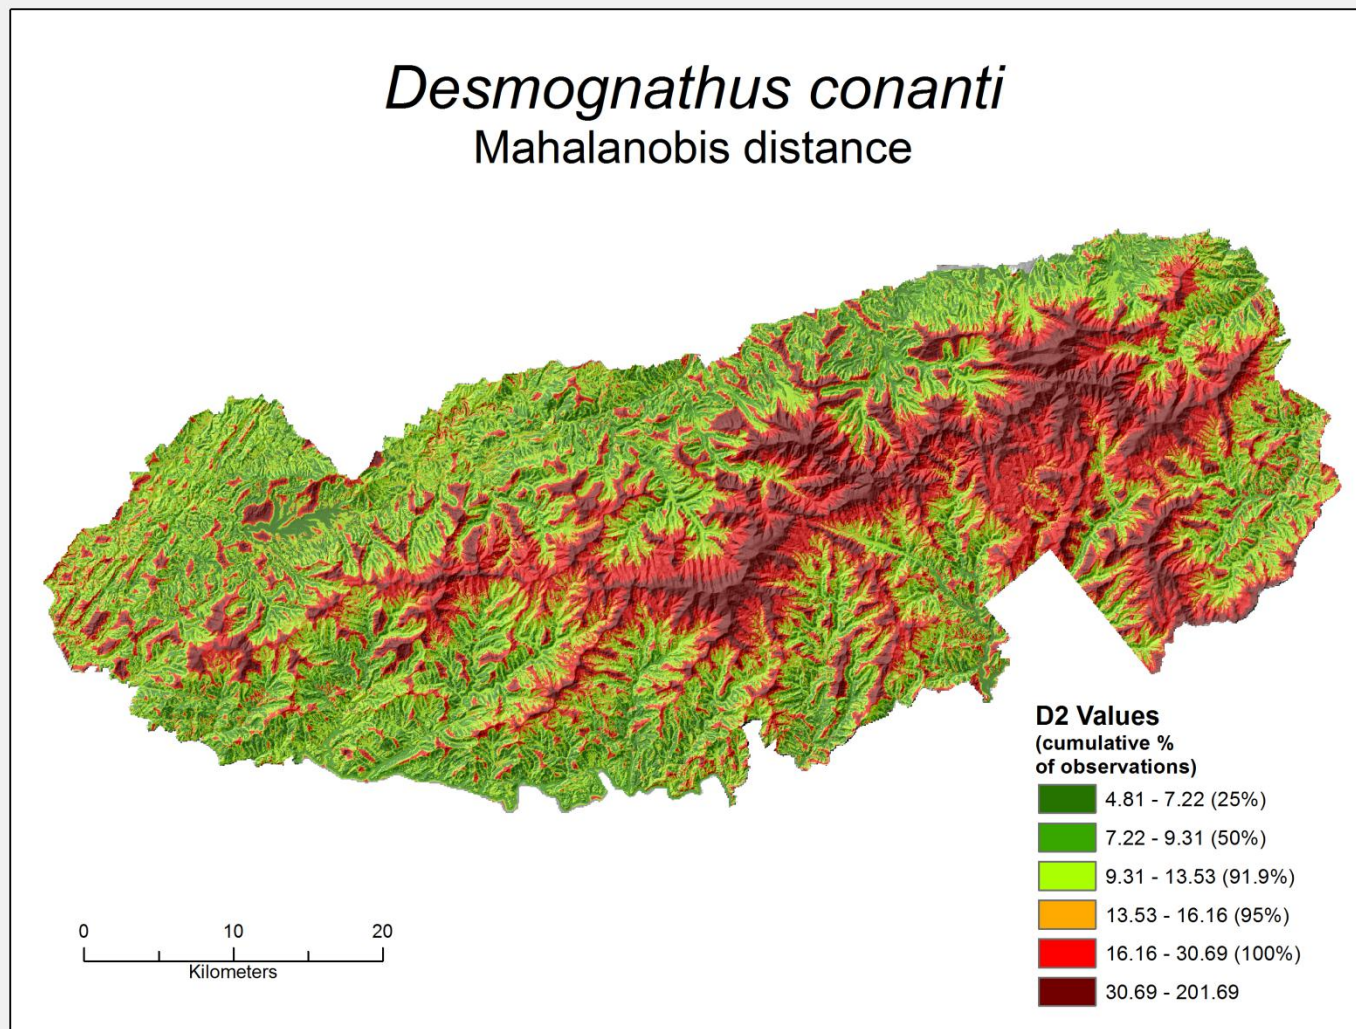 Desmognathus conanti
Mahalanobis distance
D2 Values
(cumulative %
of observations)
4.81 - 7.22 (25%)
7.22 - 9.31 (50%)
9.31 - 13.53 (91.9%)
13.53 - 16.16 (95%)
16.16 - 30.69 (100%)
30.69 - 201.69
0 10 20
Kilometers